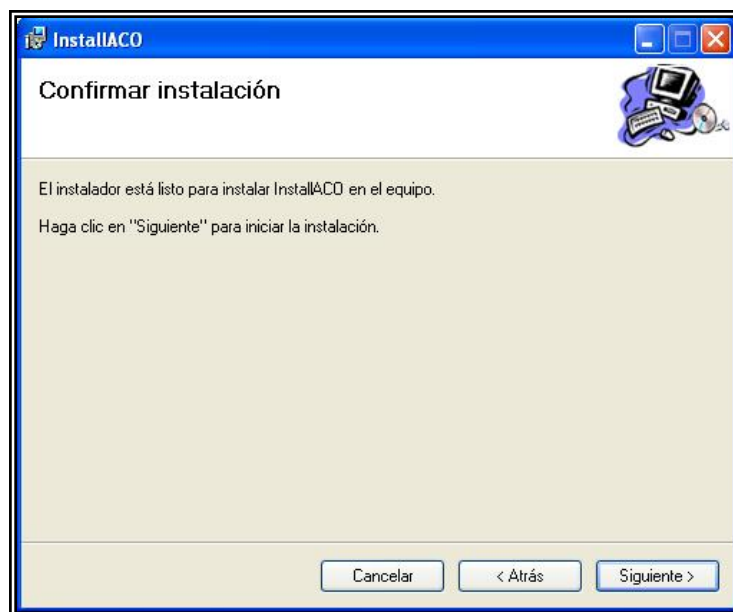 InstallACO
Confirmar instalación
El instalador está listo para instalar InstallACO en el equipo.
Haga clic en "Siguiente" para iniciar la instalación.
Cancelar
< Atrás
Siguiente >